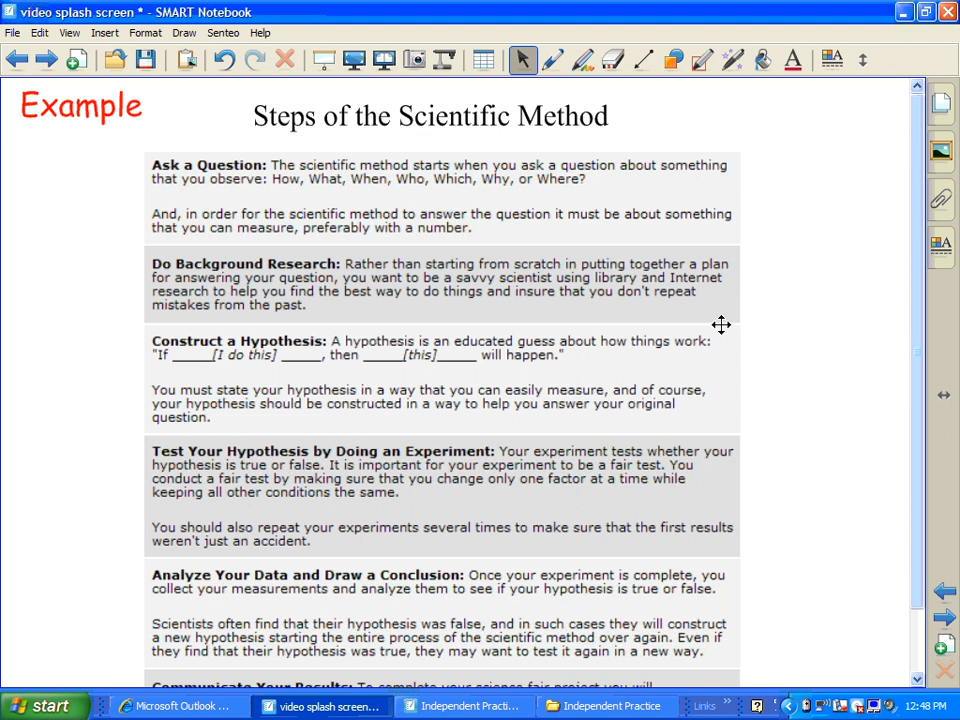 video splash screen * - SMART Notebook
File Edit View Insert Format Draw Senteo Help
Example
Steps of the Scientific Method
Ask a Question: The scientific method starts when you ask a question about something
that you observe: How, What, When, Who, Which, Why, or Where?
And, in order for the scientific method to answer the question it must be about something
that you can measure, preferably with a number.
Do Background Research: Rather than starting from scratch in putting together a plan
for answering your question, you want to be a savvy scientist using library and Internet
research to help you find the best way to do things and insure that you don't repeat
mistakes from the past.
Construct a Hypothesis: A hypothesis is an educated guess about how things work:
"If _____[I do this] _____, then _____[this]_____ will happen."
You must state your hypothesis in a way that you can easily measure, and of course,
your hypothesis should be constructed in a way to help you answer your original
question.
Test Your Hypothesis by Doing an Experiment: Your experiment tests whether your
hypothesis is true or false. It is important for your experiment to be a fair test. You
conduct a fair test by making sure that you change only one factor at a time while
keeping all other conditions the same.
You should also repeat your experiments several times to make sure that the first results
weren't just an accident.
Analyze Your Data and Draw a Conclusion: Once your experiment is complete, you
collect your measurements and analyze them to see if your hypothesis is true or false.
Scientists often find that their hypothesis was false, and in such cases they will construct
a new hypothesis starting the entire process of the scientific method over again. Even if
they find that their hypothesis was true, they may want to test it again in a new way.
Communicate Your Results: To complete your science fair project you will
start Microsoft Outlook ... video splash screen... Independent Practi... Independent Practice Links » 12:48 PM